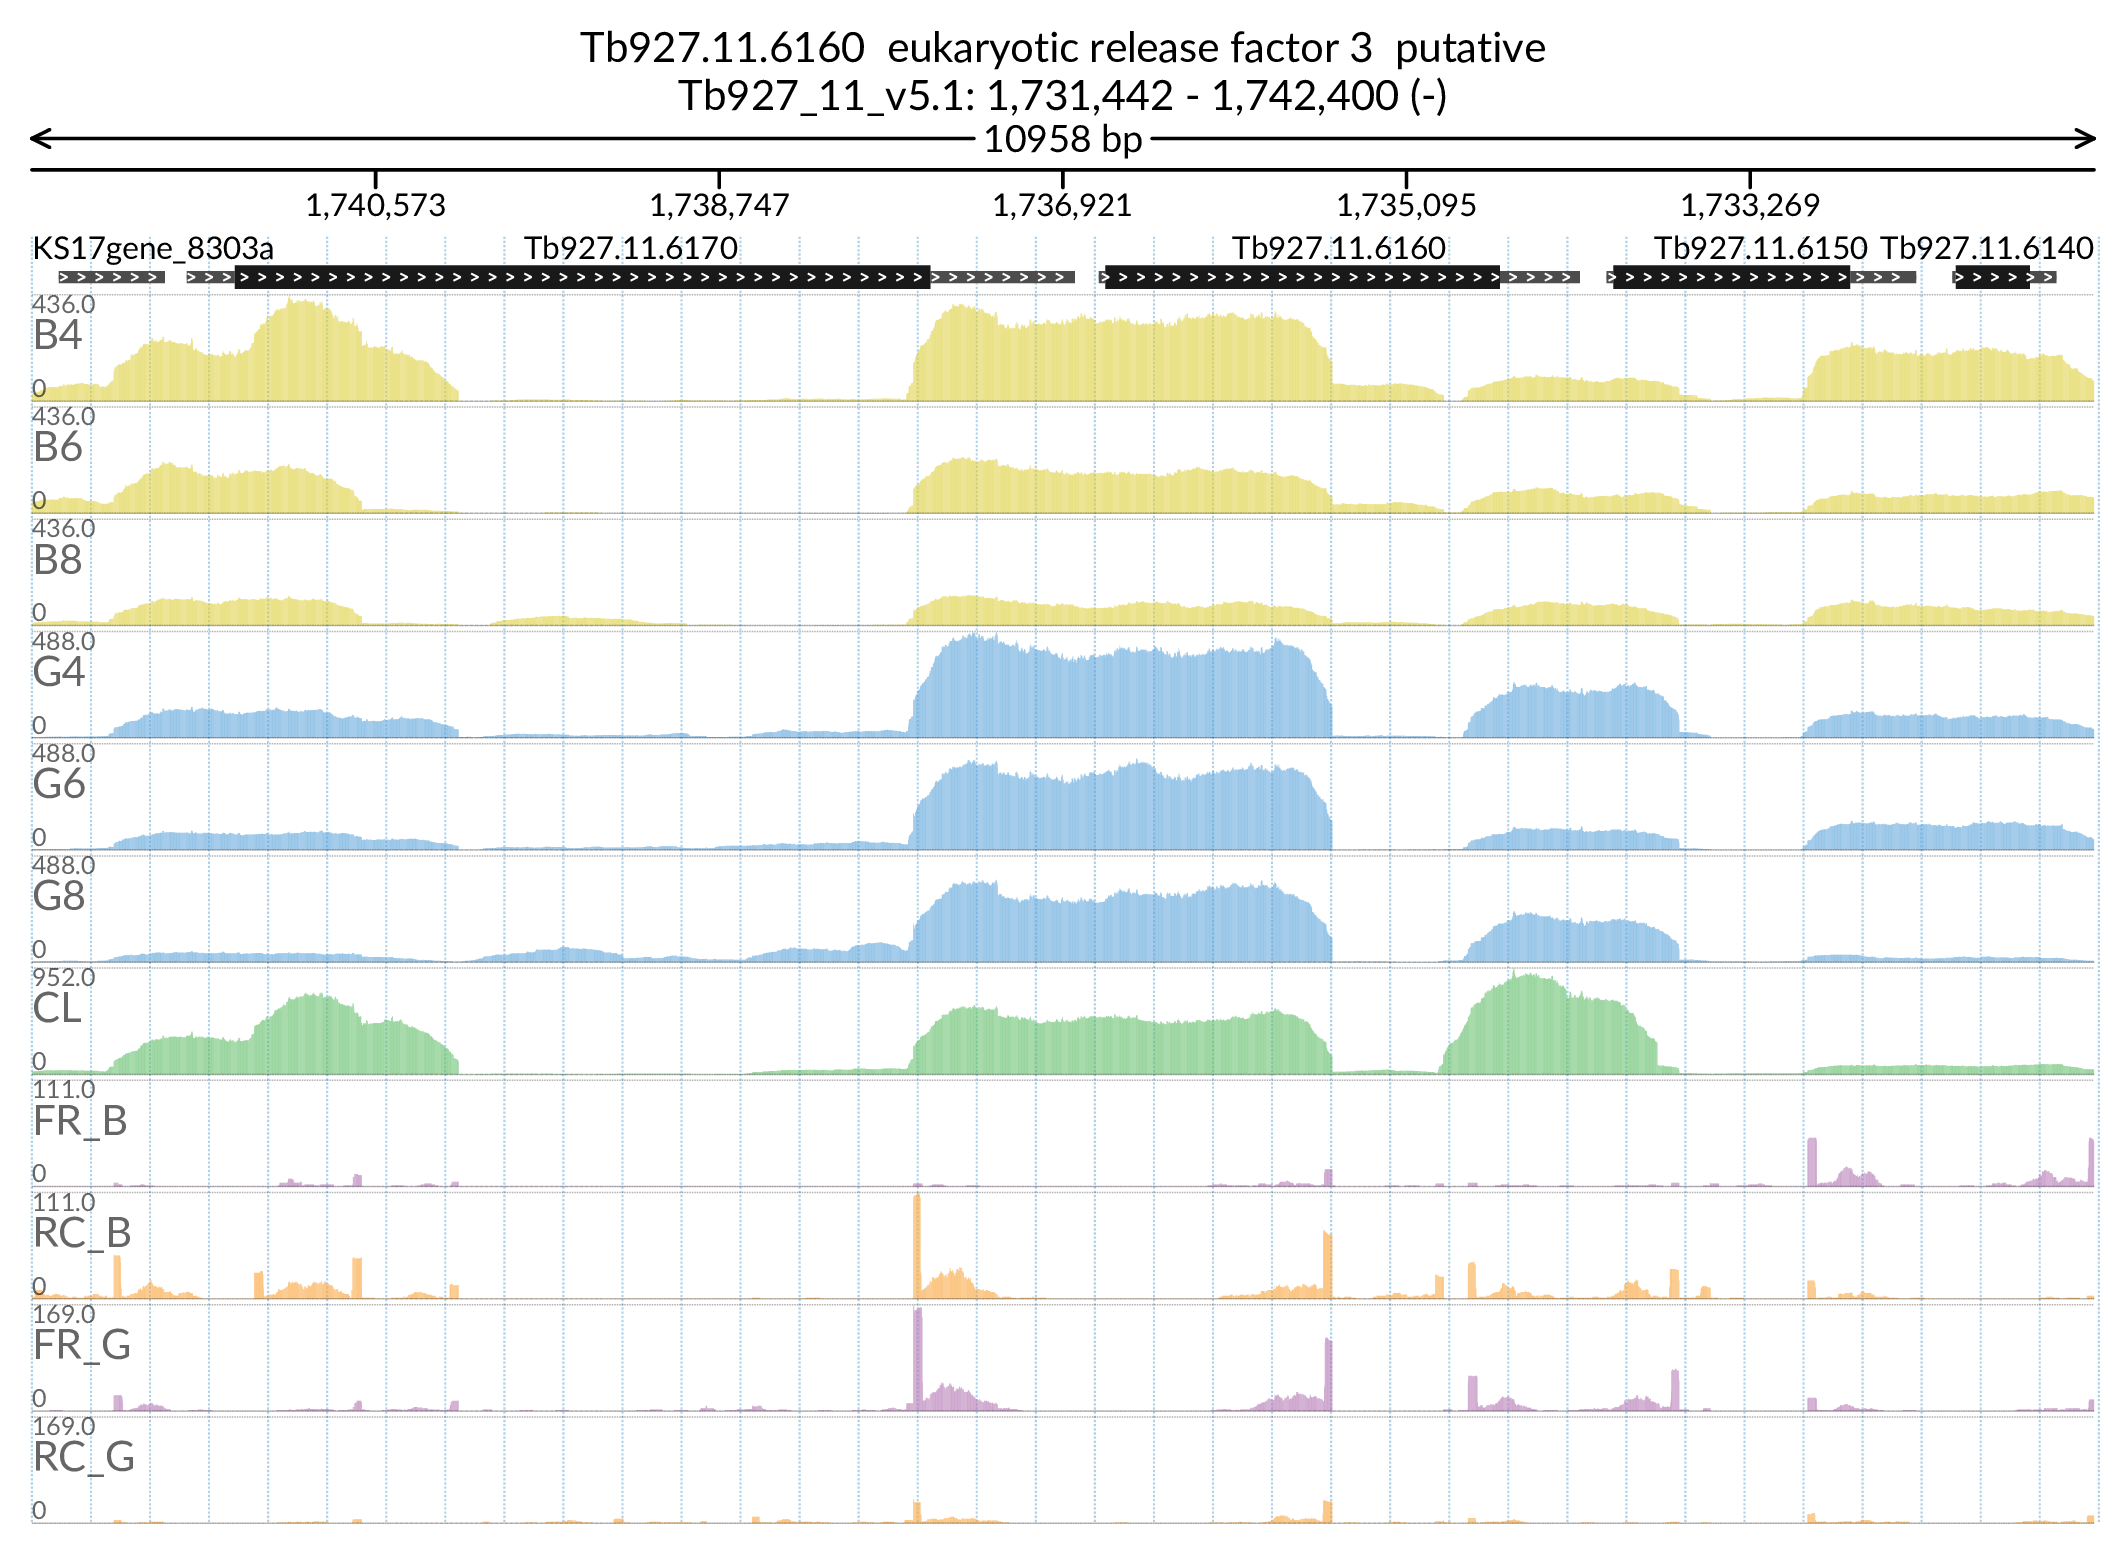 Tb927.11.6160 eukaryotic release factor 3 putative
Tb927_11_v5.1: 1,731,442 - 1,742,400 (-)
10958 bp
1,740,573 1,738,747 1,736,921 1,735,095 1,733,269
KS17gene_8303a Tb927.11.6170 Tb927.11.6160 Tb927.11.6150 Tb927.11.6140
436.0
B4
0
436.0
B6
0
436.0
B8
0
488.0
G4
0
488.0
G6
0
488.0
G8
0
952.0
CL
0
111.0
FR_B
0
111.0
RC_B
0
169.0
FR_G
0
169.0
RC_G
0